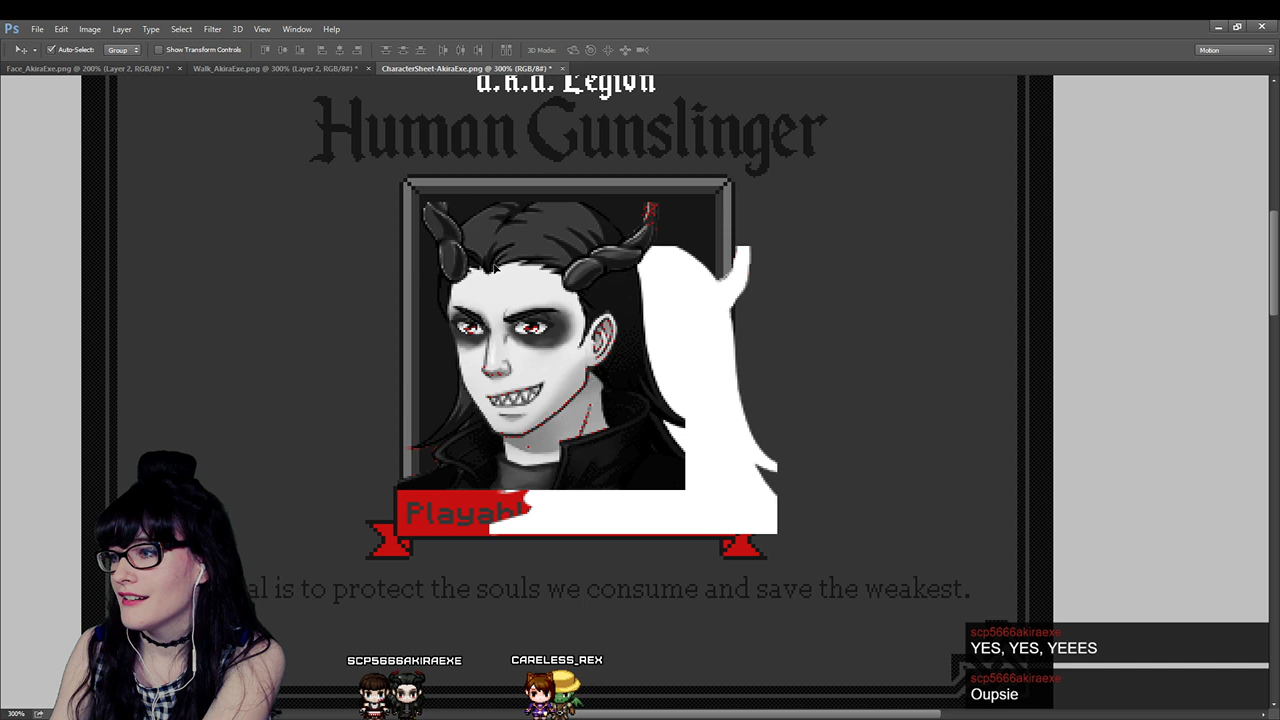 Ps File Edit Image Layer Type Select Filter 3D View Window Help
Auto-Select: Group Show Transform Controls 3D Mode: Motion
Face_AkiraExe.png @ 200% (Layer 2, RGB/8#) * × Walk_AkiraExe.png @ 300% (Layer 2, RGB/8#) * × CharacterSheet-AkiraExe.png @ 300% (RGB/8#) * ×
a.k.a. Legion
Human Gunslinger
Playabl
al is to protect the souls we consume and save the weakest.
scp5666akiraexe
YES, YES, YEEES
SCP5666AKIRAEXE CARELESS_REX
scp5666akiraexe
Oupsie
300%